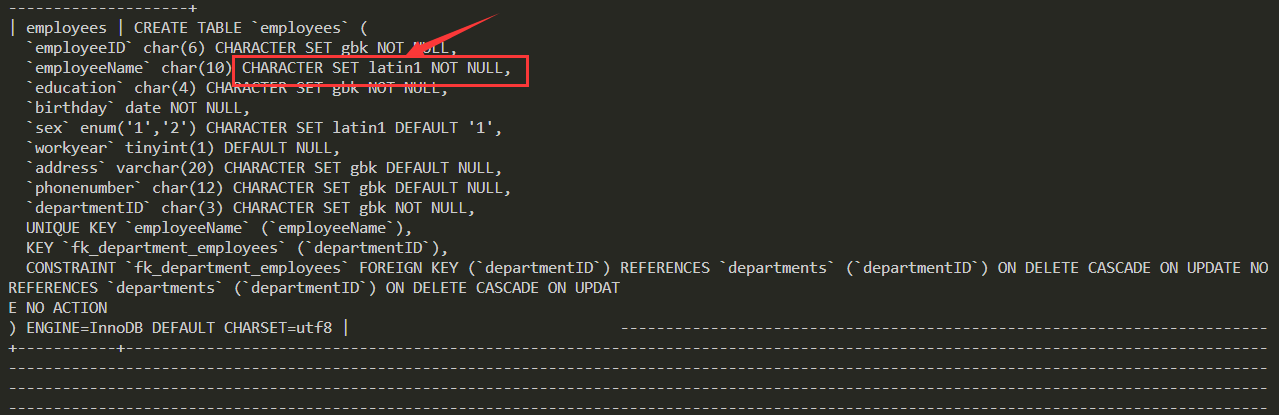 --------------------+
| employees | CREATE TABLE `employees` (
  `employeeID` char(6) CHARACTER SET gbk NOT NULL,
  `employeeName` char(10) CHARACTER SET latin1 NOT NULL,
  `education` char(4) CHARACTER SET gbk NOT NULL,
  `birthday` date NOT NULL,
  `sex` enum('1','2') CHARACTER SET latin1 DEFAULT '1',
  `workyear` tinyint(1) DEFAULT NULL,
  `address` varchar(20) CHARACTER SET gbk DEFAULT NULL,
  `phonenumber` char(12) CHARACTER SET gbk DEFAULT NULL,
  `departmentID` char(3) CHARACTER SET gbk NOT NULL,
  UNIQUE KEY `employeeName` (`employeeName`),
  KEY `fk_department_employees` (`departmentID`),
  CONSTRAINT `fk_department_employees` FOREIGN KEY (`departmentID`) REFERENCES `departments` (`departmentID`) ON DELETE CASCADE ON UPDATE NO
REFERENCES `departments` (`departmentID`) ON DELETE CASCADE ON UPDAT
E NO ACTION
) ENGINE=InnoDB DEFAULT CHARSET=utf8 |                               ------------------------------------------------------------------------
+-----------+-------------------------------------------------------------------------------------------------------------------------------
--------------------------------------------------------------------------------------------------------------------------------------------
--------------------------------------------------------------------------------------------------------------------------------------------
--------------------------------------------------------------------------------------------------------------------------------------------